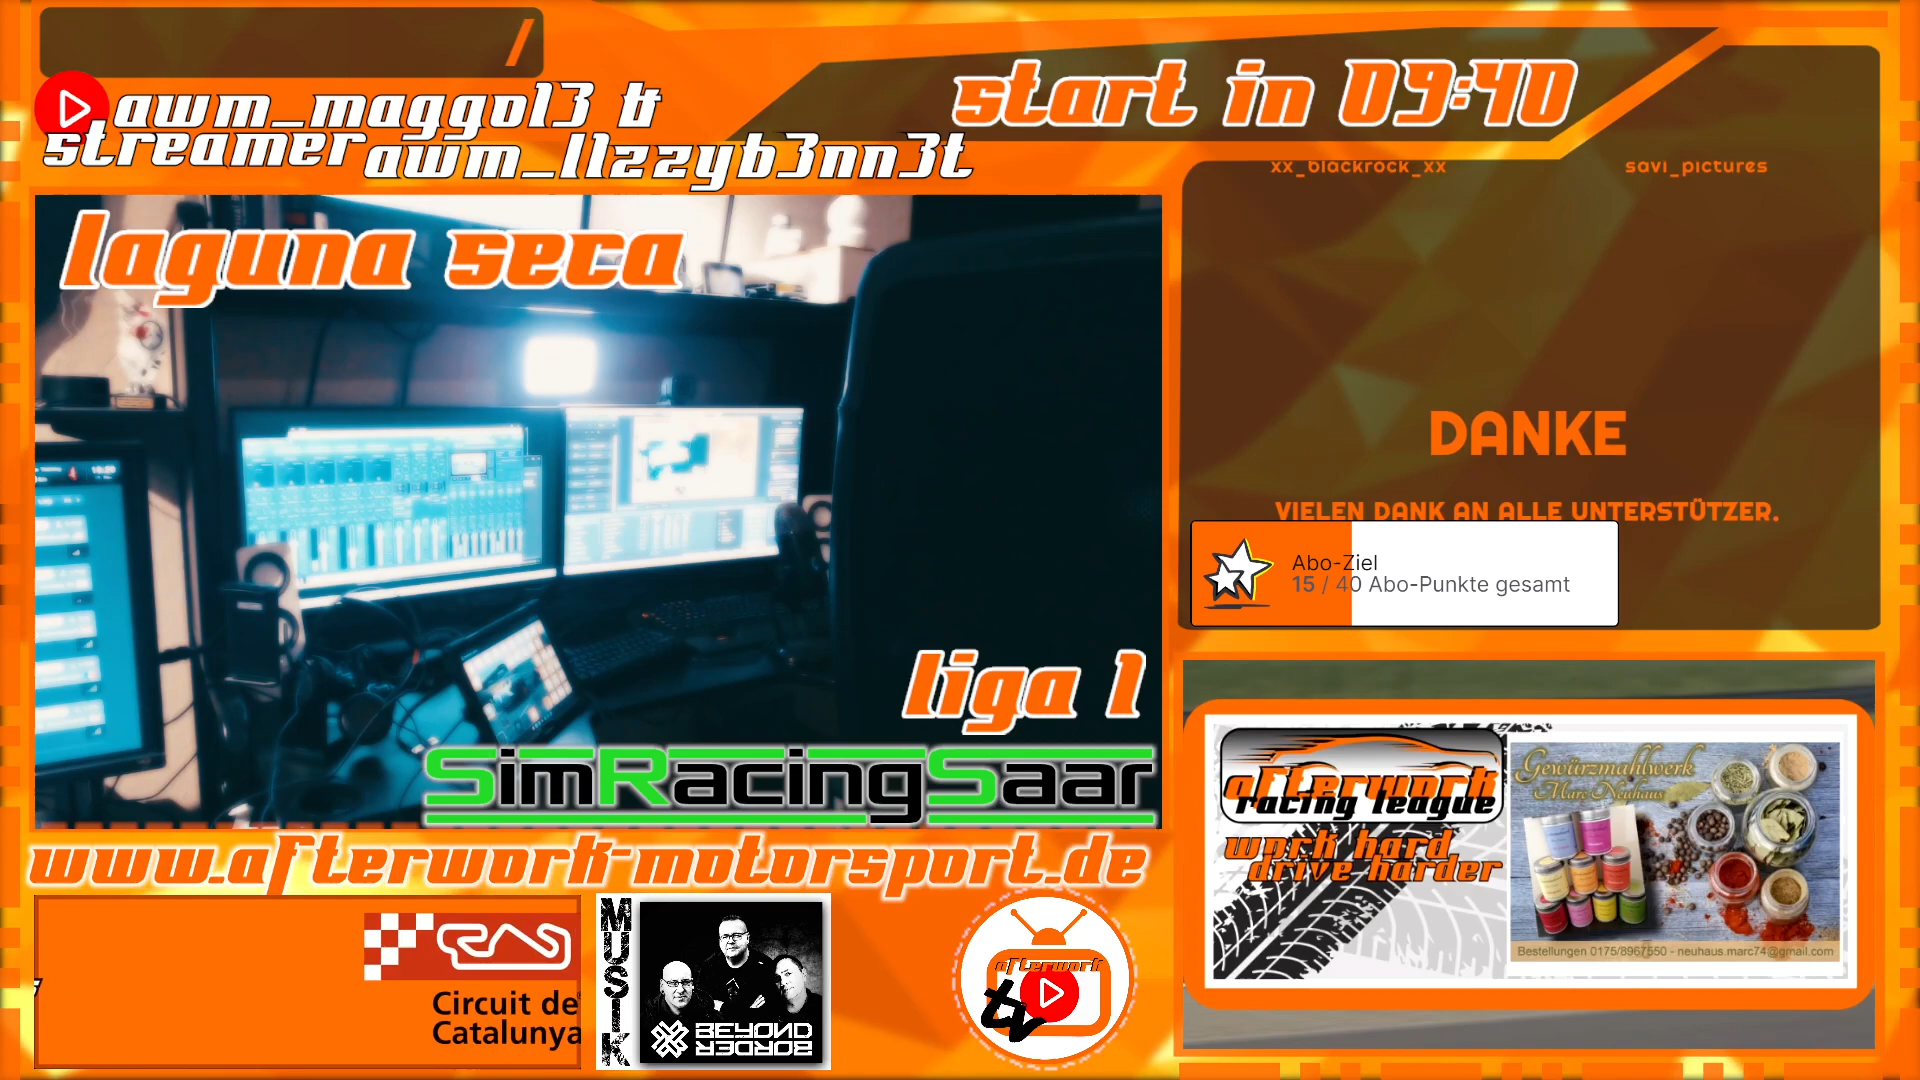 /
awm_maggo13 &
streamer awm_l1zzyb3nn3t
start in 09:40
xx_blackrock_xx savi_pictures
laguna seca
DANKE
VIELEN DANK AN ALLE UNTERSTÜTZER.
Abo-Ziel
15 / 40 Abo-Punkte gesamt
liga 1
SimRacingSaar
www.afterwork-motorsport.de
afterwork
racing league
work hard
drive harder
Gewürzmahlwerk
Marc Neuhaus
Bestellungen 0175/8967550 - neuhaus.marc74@gmail.com
Circuit de
Catalunya
MUSIK
BEYOND
BORDER
afterwork
tv